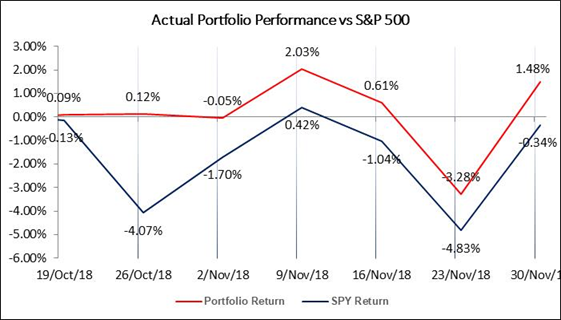 Actual Portfolio Performance vs S&P 500
3.00%
2.00%
1.00%
0.00%
-1.00%
-2.00%
-3.00%
-4.00%
-5.00%
-6.00%
0.09%
0.12%
-0.05%
2.03%
0.61%
-3.28%
1.48%
-0.13%
-4.07%
-1.70%
0.42%
-1.04%
-4.83%
-0.34%
19/Oct/18
26/Oct/18
2/Nov/18
9/Nov/18
16/Nov/18
23/Nov/18
30/Nov/1
Portfolio Return
SPY Return